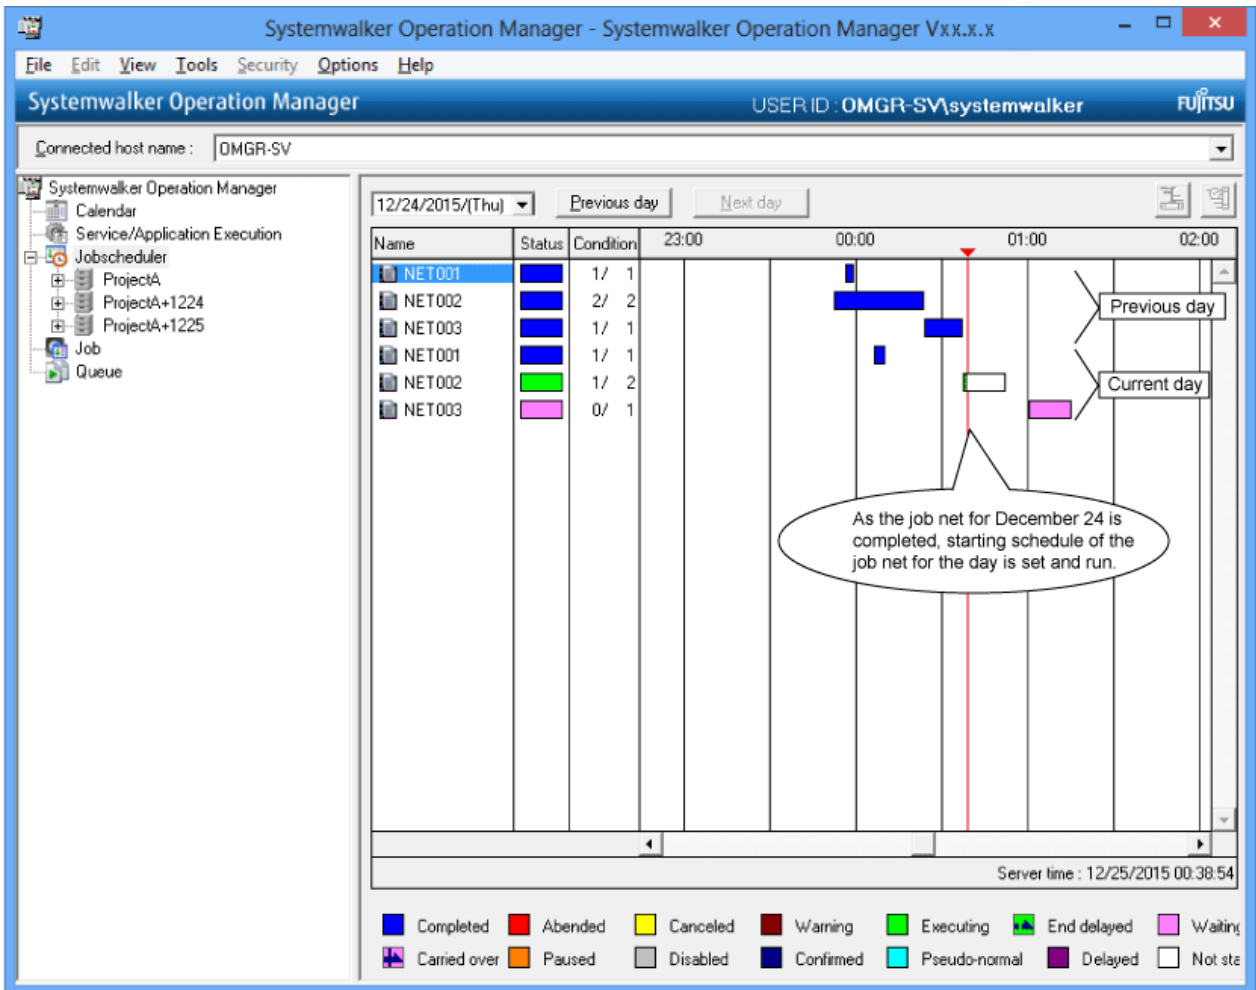 Systemwalker Operation Manager - Systemwalker Operation Manager Vxx.x.x
File Edit View Tools Security Options Help
Systemwalker Operation Manager USER ID : OMGR-SV\systemwalker FUJITSU
Connected host name : OMGR-SV
Systemwalker Operation Manager
Calendar
Service/Application Execution
Jobscheduler
ProjectA
ProjectA+1224
ProjectA+1225
Job
Queue
12/24/2015/(Thu) Previous day Next day
Name Status Condition 23:00 00:00 01:00 02:00
NET001 1/ 1
NET002 2/ 2
NET003 1/ 1
NET001 1/ 1
NET002 1/ 2
NET003 0/ 1
Previous day
Current day
As the job net for December 24 is
completed, starting schedule of the
job net for the day is set and run.
Server time : 12/25/2015 00:38:54
Completed Abended Canceled Warning Executing End delayed Waiting
Carried over Paused Disabled Confirmed Pseudo-normal Delayed Not sta